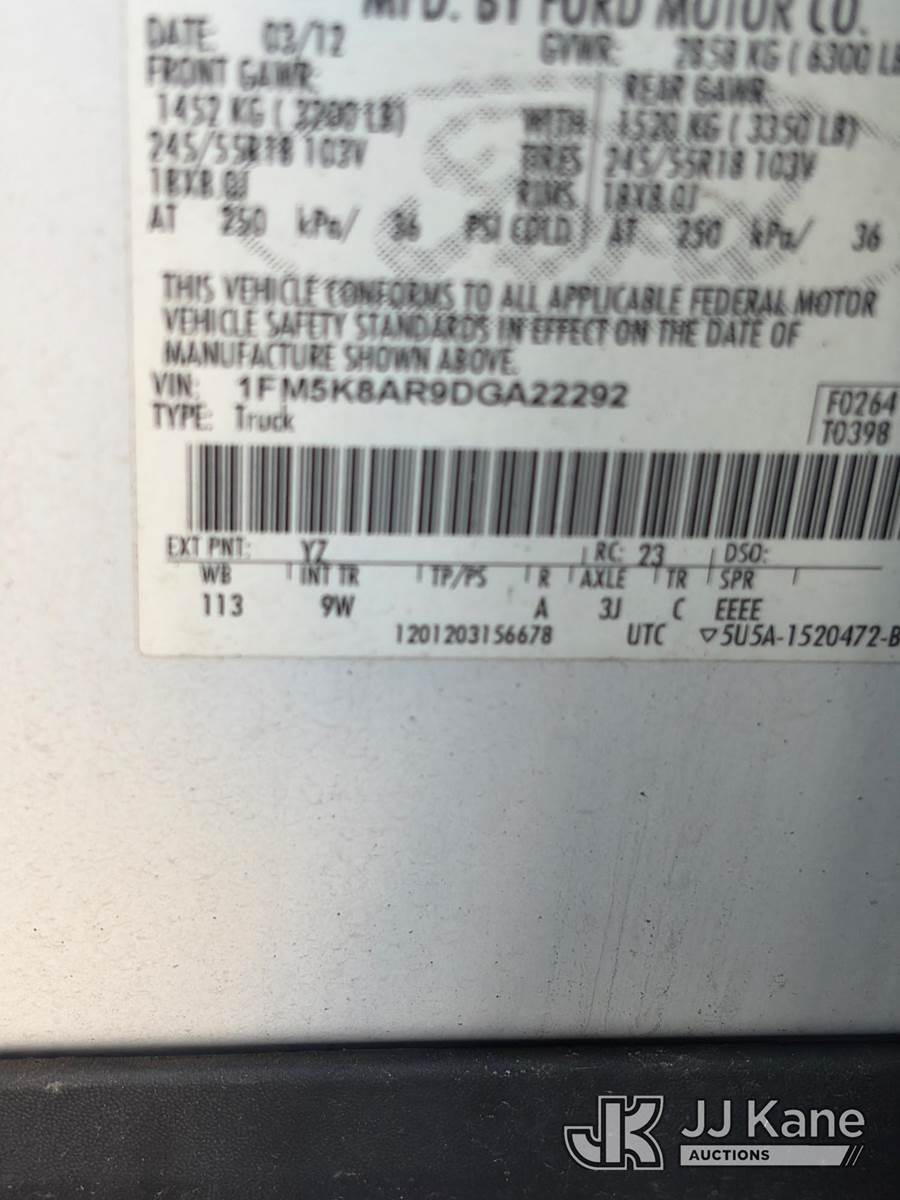 MFD. BY FORD MOTOR CO.
DATE: 03/12 GVWR: 2858 KG ( 6300 LB
FRONT GAWR: REAR GAWR:
1452 KG ( 3200 LB) WITH 1520 KG ( 3350 LB)
245/55R18 103V TIRES 245/55R18 103V
18X8.0J RIMS 18X8.0J
AT 250 kPa/ 36 PSI COLD AT 250 kPa/ 36
THIS VEHICLE CONFORMS TO ALL APPLICABLE FEDERAL MOTOR
VEHICLE SAFETY STANDARDS IN EFFECT ON THE DATE OF
MANUFACTURE SHOWN ABOVE.
VIN: 1FM5K8AR9DGA22292
TYPE: Truck
F0264
T0398
EXT PNT: YZ RC: 23 DSO:
WB INT TR TP/PS R AXLE TR SPR
113 9W A 3J C EEEE
1201203156678 UTC ▽5U5A-1520472-B
JK JJ Kane
AUCTIONS